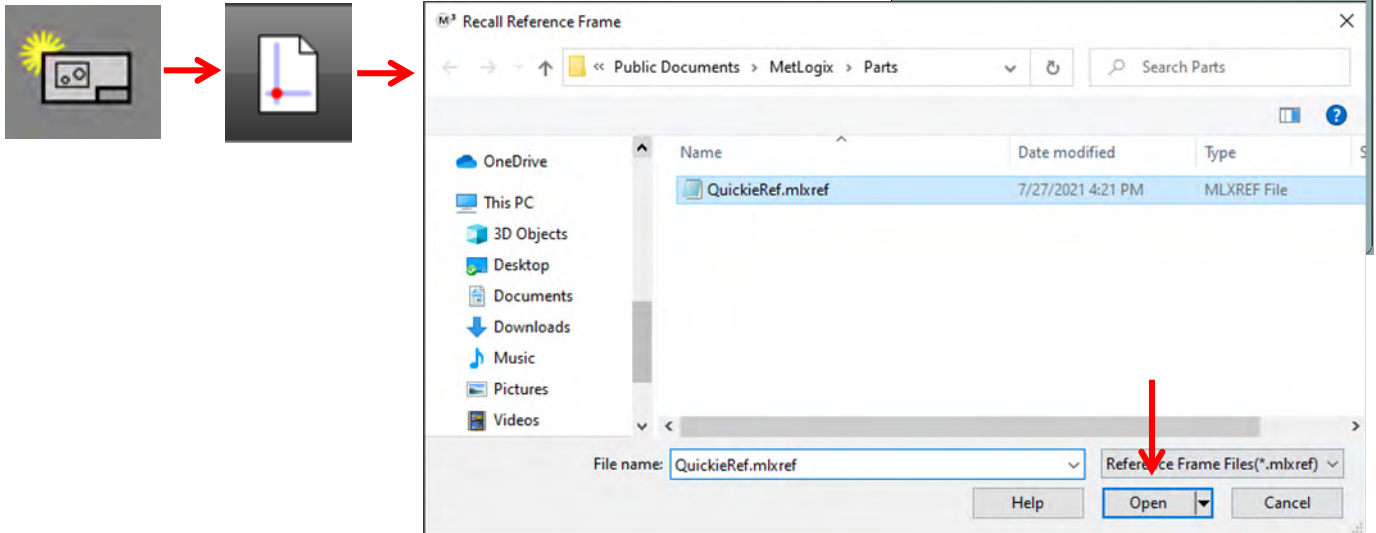 M³ Recall Reference Frame
« Public Documents › MetLogix › Parts
Search Parts
Name Date modified Type S
QuickieRef.mlxref 7/27/2021 4:21 PM MLXREF File
OneDrive
This PC
3D Objects
Desktop
Documents
Downloads
Music
Pictures
Videos
File name: QuickieRef.mlxref Reference Frame Files(*.mlxref)
Help Open Cancel